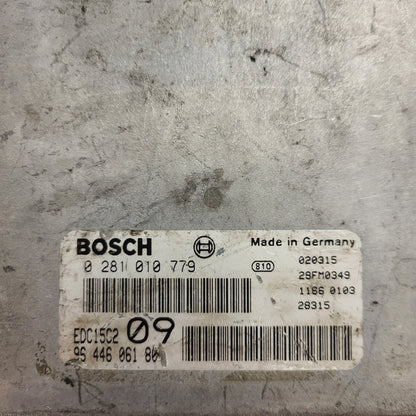 BOSCH Made in Germany
0 281 010 779 810 020315
28FM0349
1166 0103
28315
EDC15C2 09
96 446 061 80